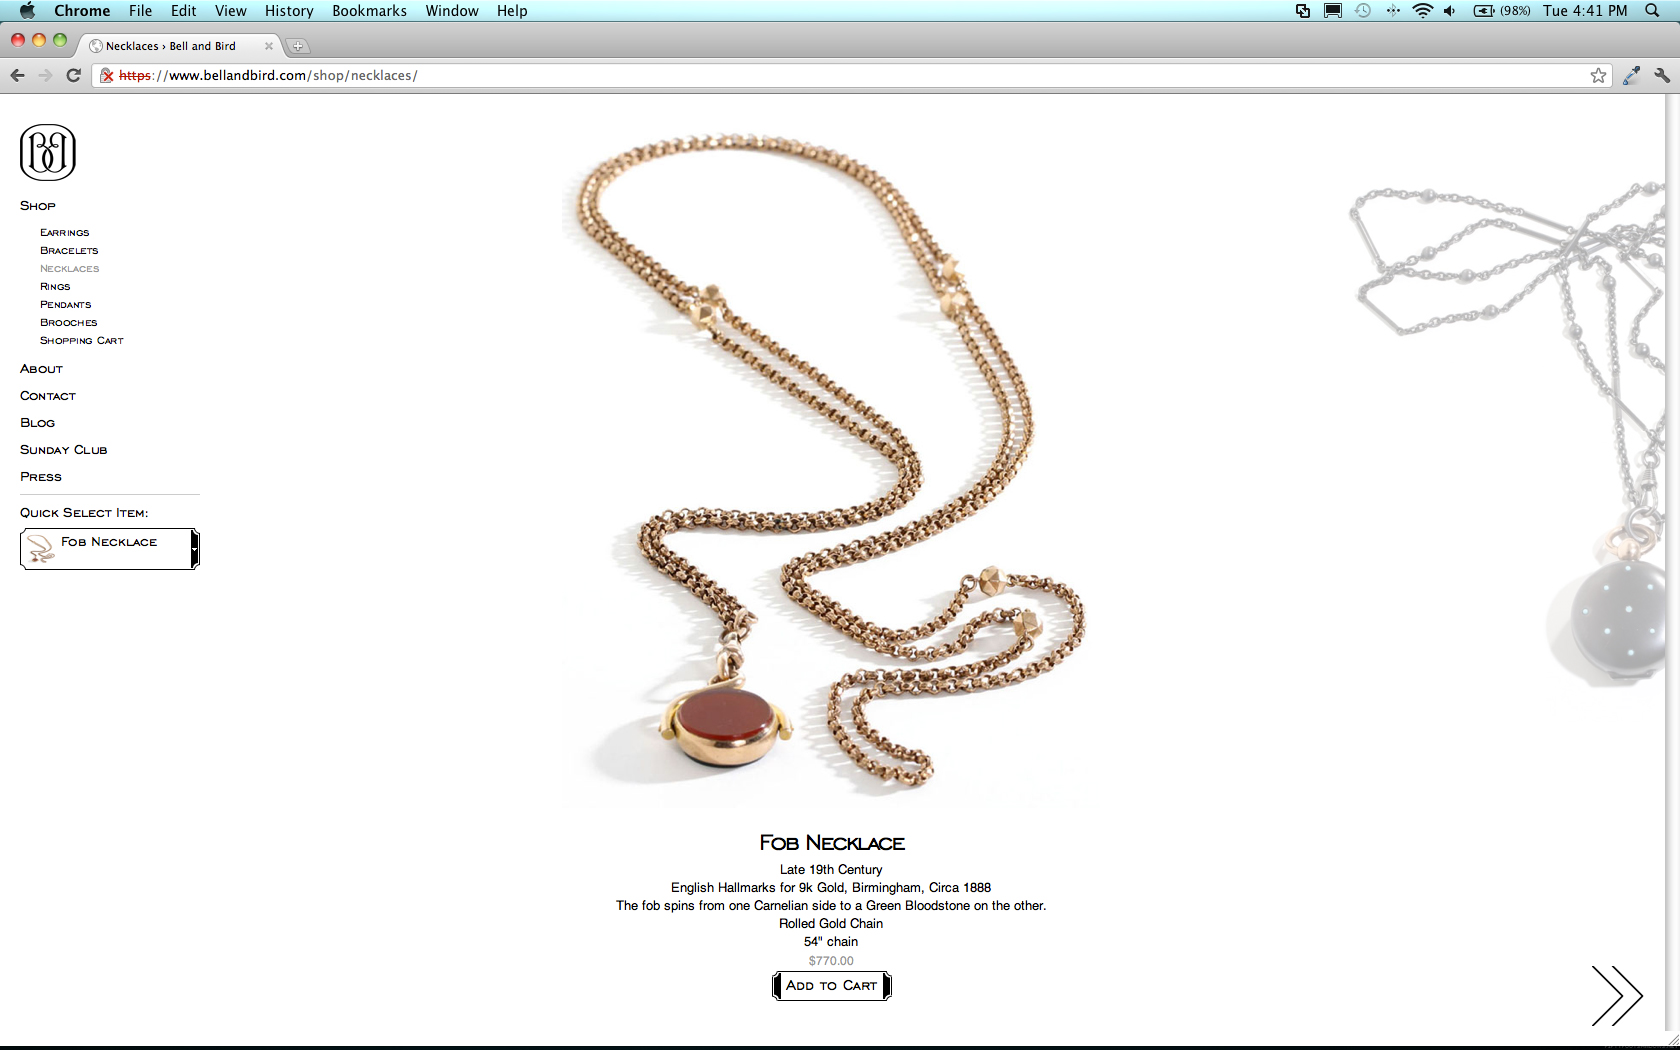 Chrome File Edit View History Bookmarks Window Help (98%) Tue 4:41 PM
Necklaces › Bell and Bird
https://www.bellandbird.com/shop/necklaces/
BB
Shop
Earrings
Bracelets
Necklaces
Rings
Pendants
Brooches
Shopping Cart
About
Contact
Blog
Sunday Club
Press
Quick Select Item:
Fob Necklace
Fob Necklace
Late 19th Century
English Hallmarks for 9k Gold, Birmingham, Circa 1888
The fob spins from one Carnelian side to a Green Bloodstone on the other.
Rolled Gold Chain
54" chain
$770.00
Add to Cart